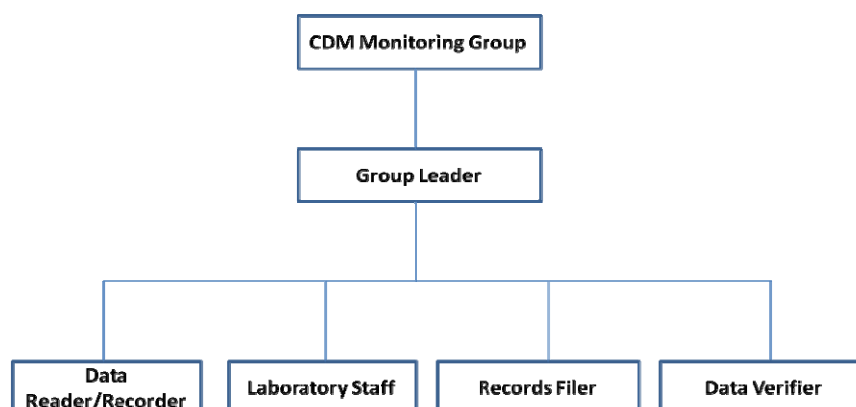 CDM Monitoring Group
Group Leader
Data
Reader/Recorder
Laboratory Staff
Records Filer
Data Verifier